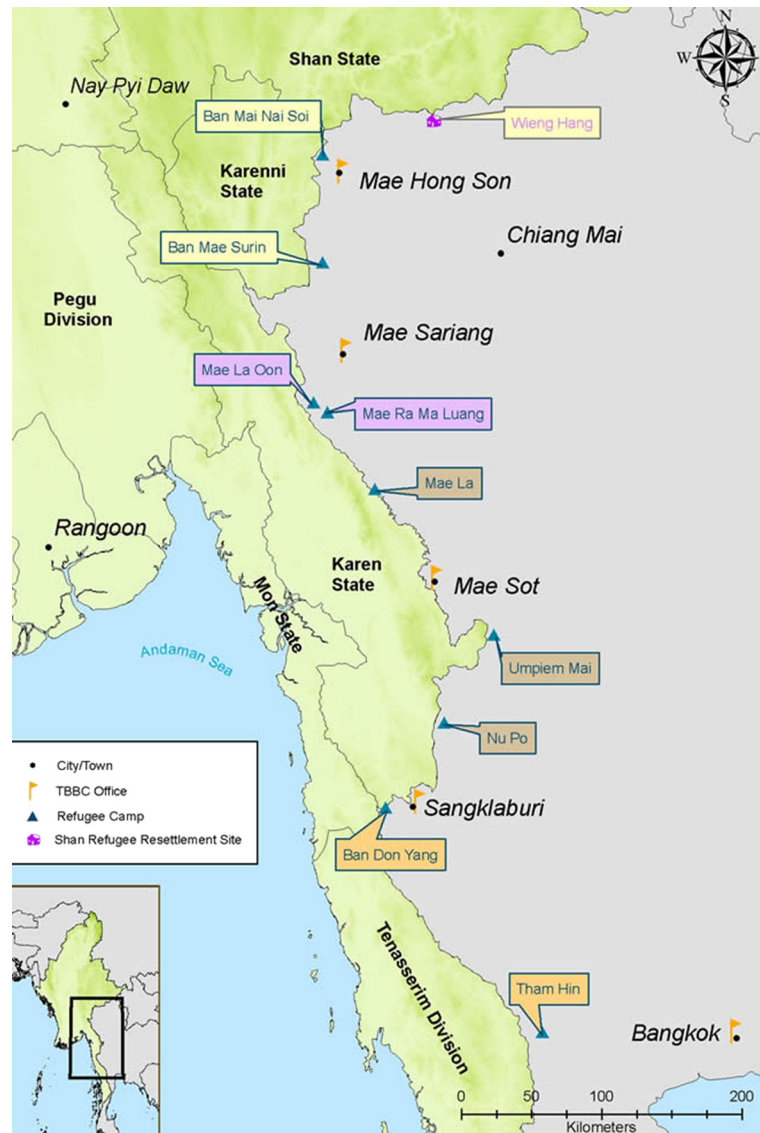 N
W
E
S
Shan State
Nay Pyi Daw
Ban Mai Nai Soi
Wieng Hang
Karenni
State
Mae Hong Son
Chiang Mai
Ban Mae Surin
Pegu
Division
Mae Sariang
Mae La Oon
Mae Ra Ma Luang
Mae La
Rangoon
Karen
State
Mae Sot
Mon State
Andaman Sea
Umpiem Mai
Nu Po
City/Town
TBBC Office
Refugee Camp
Shan Refugee Resettlement Site
Sangklaburi
Ban Don Yang
Tenasserim Division
Tham Hin
Bangkok
0 50 100 200
Kilometers